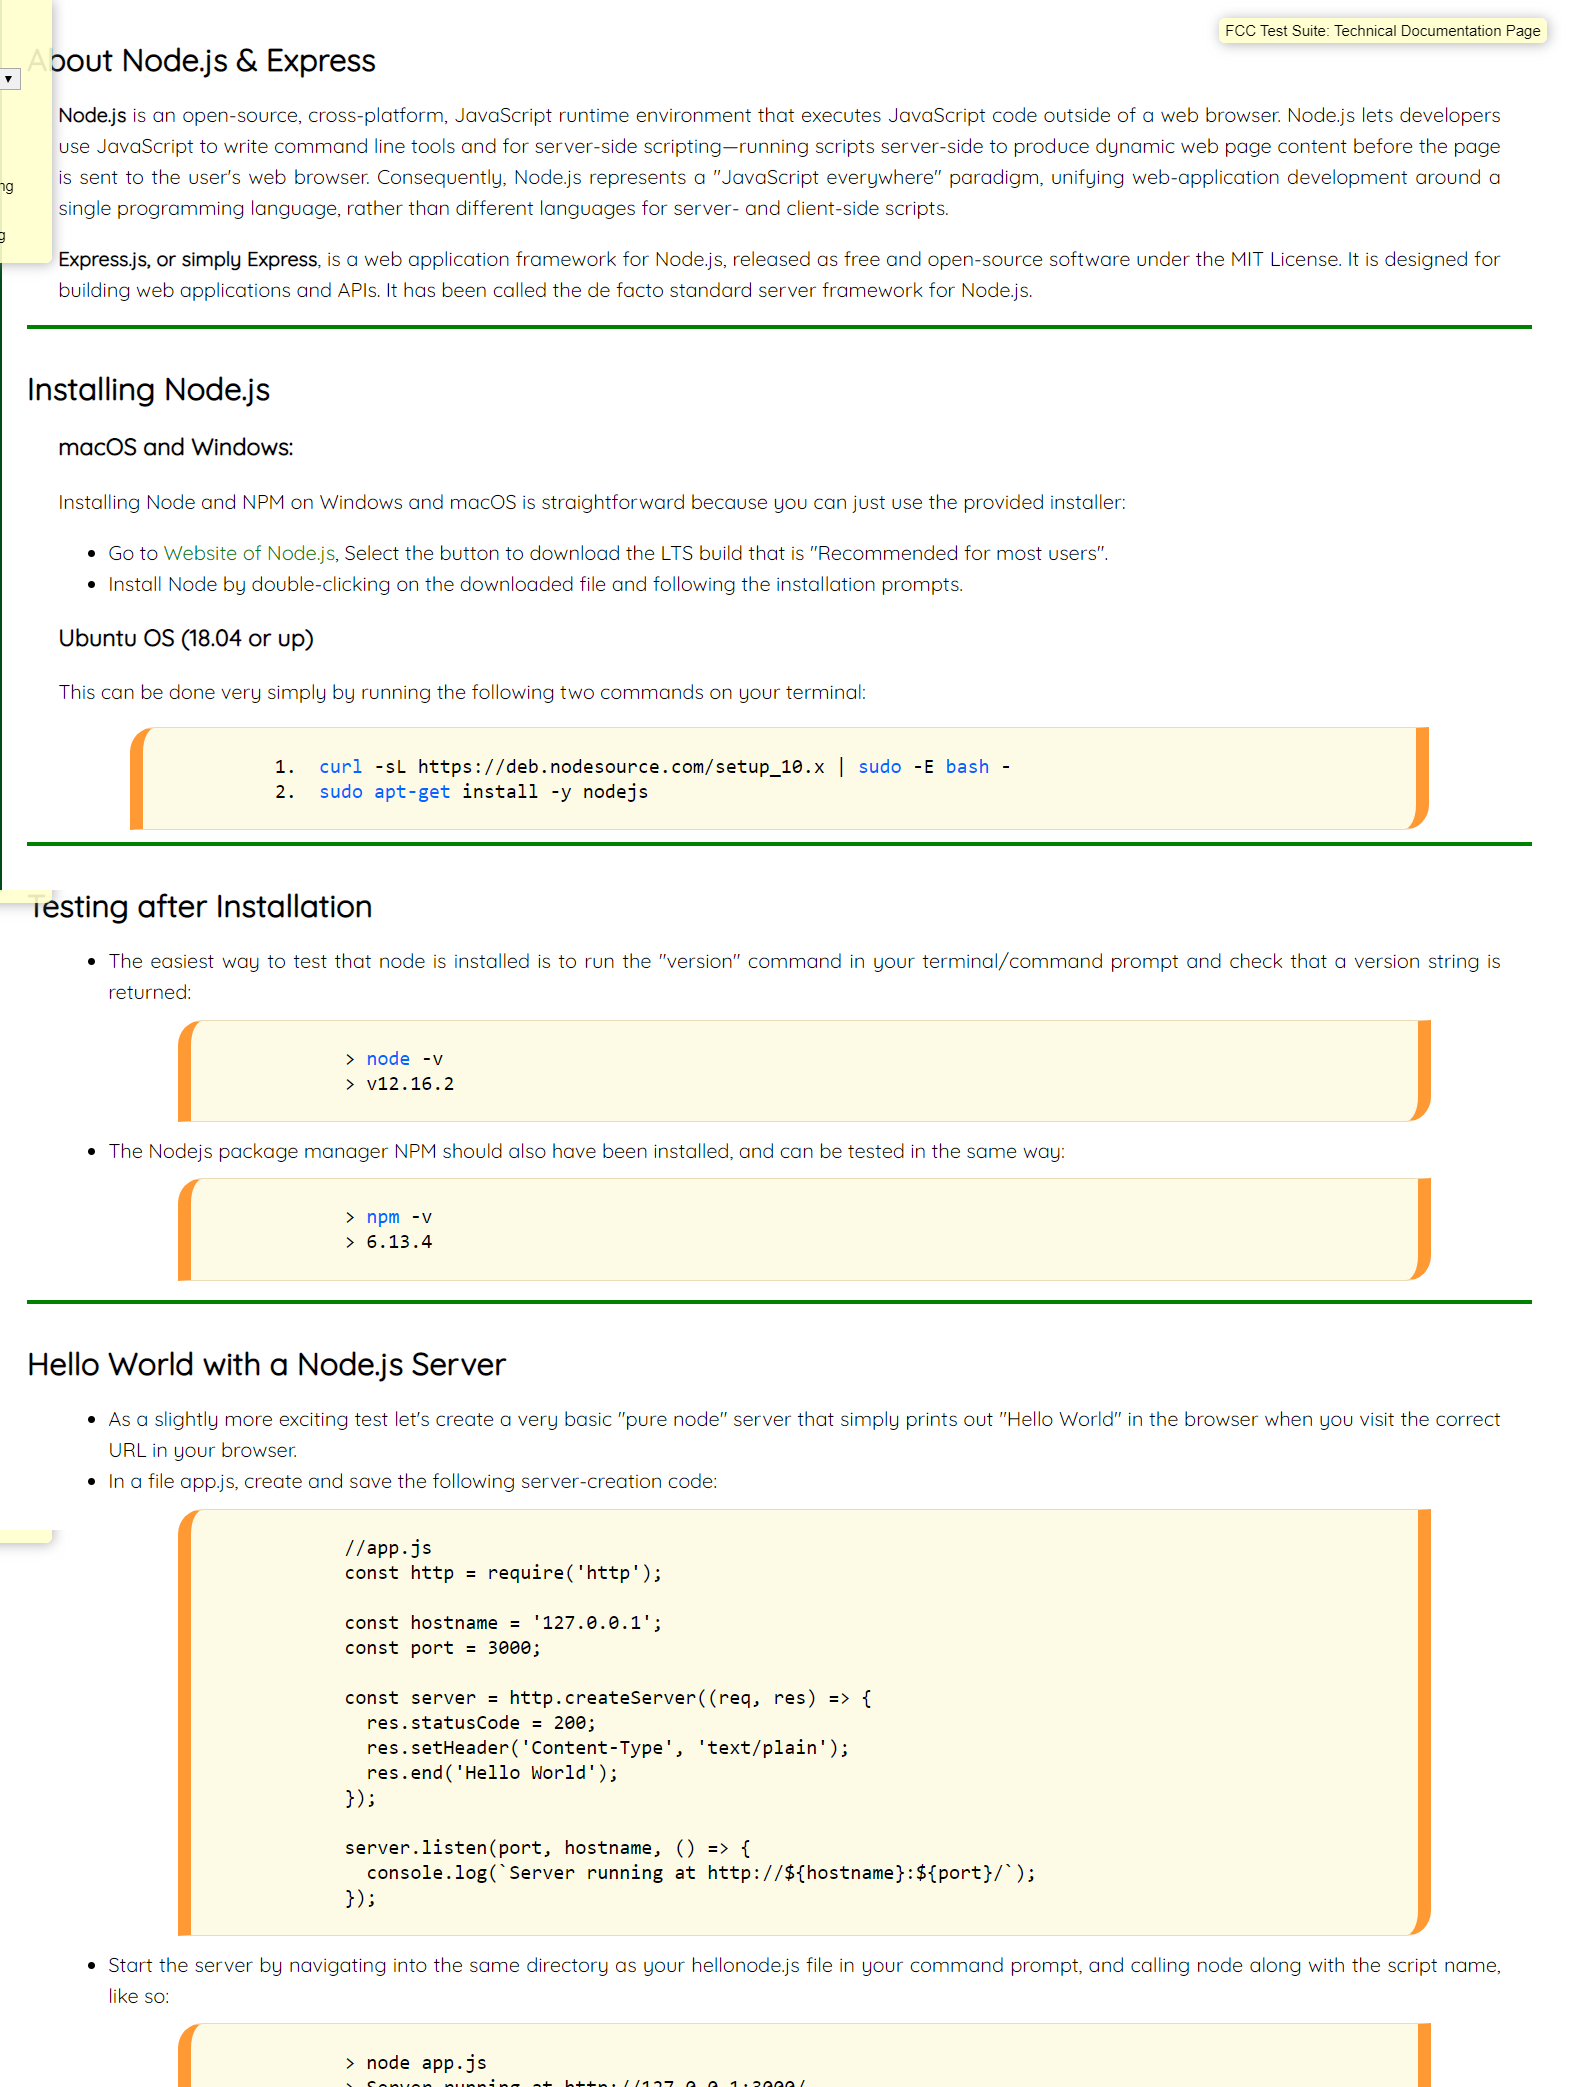 FCC Test Suite: Technical Documentation Page
About Node.js & Express
▼
Node.js is an open-source, cross-platform, JavaScript runtime environment that executes JavaScript code outside of a web browser. Node.js lets developers
use JavaScript to write command line tools and for server-side scripting—running scripts server-side to produce dynamic web page content before the page
is sent to the user's web browser. Consequently, Node.js represents a "JavaScript everywhere" paradigm, unifying web-application development around a
ng
single programming language, rather than different languages for server- and client-side scripts.
g
Express.js, or simply Express, is a web application framework for Node.js, released as free and open-source software under the MIT License. It is designed for
building web applications and APIs. It has been called the de facto standard server framework for Node.js.
Installing Node.js
macOS and Windows:
Installing Node and NPM on Windows and macOS is straightforward because you can just use the provided installer:
• Go to Website of Node.js, Select the button to download the LTS build that is "Recommended for most users".
• Install Node by double-clicking on the downloaded file and following the installation prompts.
Ubuntu OS (18.04 or up)
This can be done very simply by running the following two commands on your terminal:
1. curl -sL https://deb.nodesource.com/setup_10.x | sudo -E bash -
2. sudo apt-get install -y nodejs
Testing after Installation
• The easiest way to test that node is installed is to run the "version" command in your terminal/command prompt and check that a version string is
returned:
> node -v
> v12.16.2
• The Nodejs package manager NPM should also have been installed, and can be tested in the same way:
> npm -v
> 6.13.4
Hello World with a Node.js Server
• As a slightly more exciting test let's create a very basic "pure node" server that simply prints out "Hello World" in the browser when you visit the correct
URL in your browser.
• In a file app.js, create and save the following server-creation code:
//app.js
const http = require('http');
const hostname = '127.0.0.1';
const port = 3000;
const server = http.createServer((req, res) => {
res.statusCode = 200;
res.setHeader('Content-Type', 'text/plain');
res.end('Hello World');
});
server.listen(port, hostname, () => {
console.log(`Server running at http://${hostname}:${port}/`);
});
• Start the server by navigating into the same directory as your hellonode.js file in your command prompt, and calling node along with the script name,
like so:
> node app.js
> Server running at http://127.0.0.1:3000/